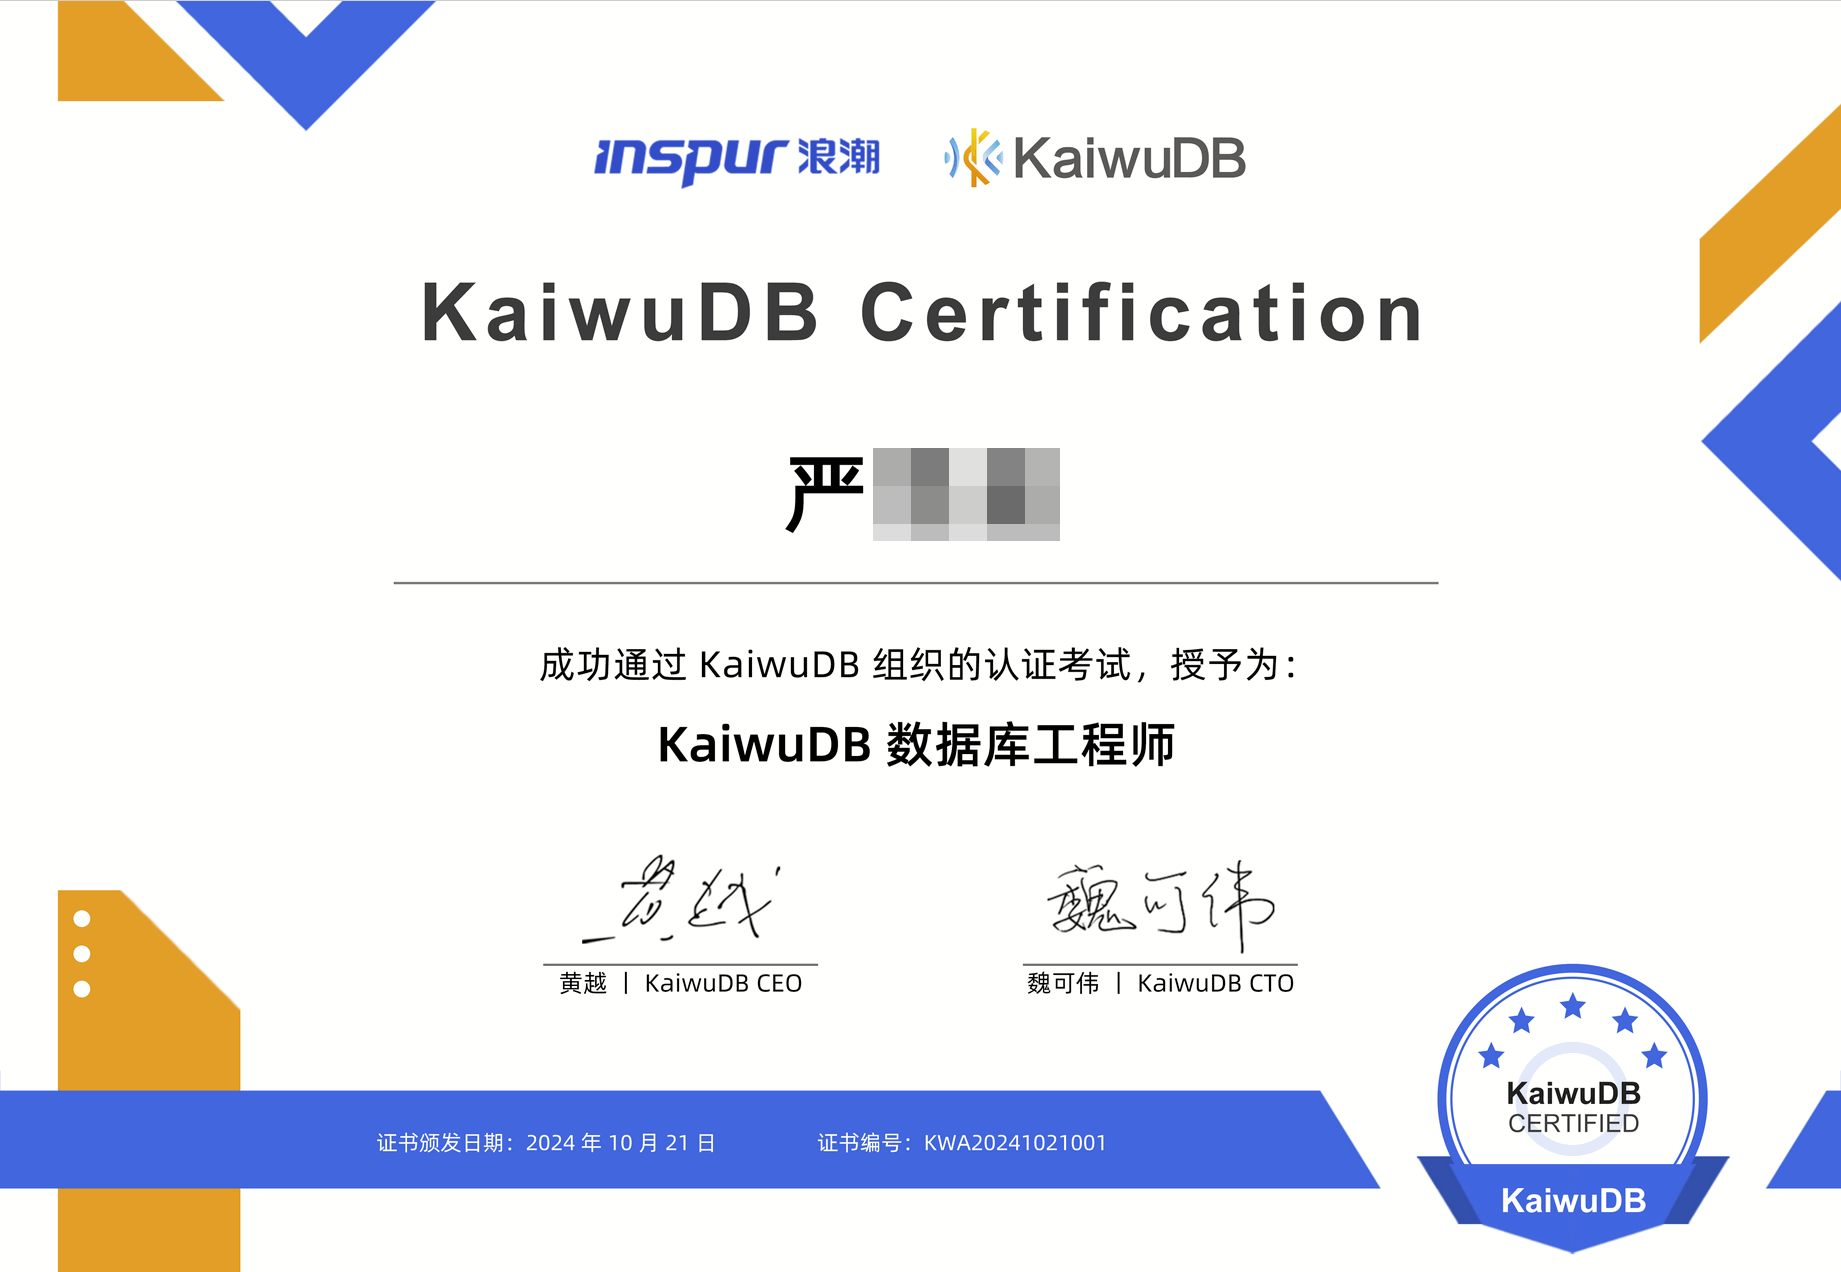 inspur 浪潮 KaiwuDB
KaiwuDB Certification
严
成功通过 KaiwuDB 组织的认证考试，授予为：
KaiwuDB 数据库工程师
黄越 魏可伟
黄越 | KaiwuDB CEO
魏可伟 | KaiwuDB CTO
证书颁发日期：2024 年 10 月 21 日
证书编号：KWA20241021001
KaiwuDB
CERTIFIED
KaiwuDB